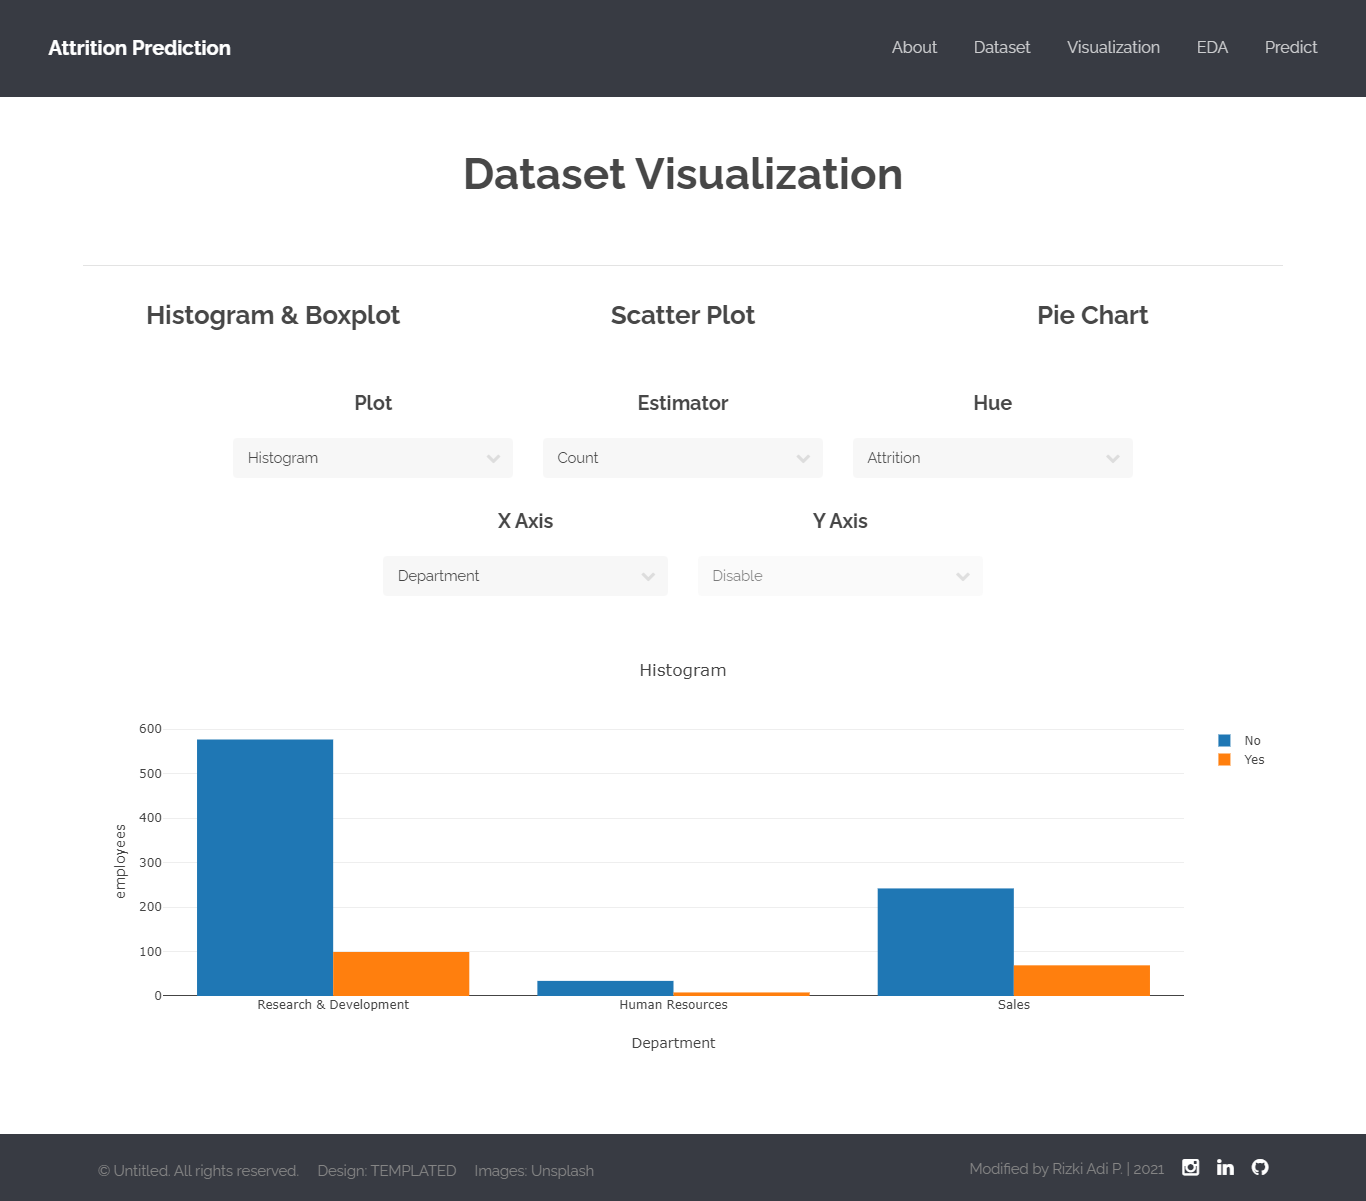 Attrition Prediction
About Dataset Visualization EDA Predict
Dataset Visualization
Histogram & Boxplot Scatter Plot Pie Chart
Plot Estimator Hue
Histogram Count Attrition
X Axis Y Axis
Department Disable
Histogram
600
500
400
300
200
100
0
employees
No
Yes
Research & Development Human Resources Sales
Department
© Untitled. All rights reserved. Design: TEMPLATED Images: Unsplash
Modified by Rizki Adi P. | 2021